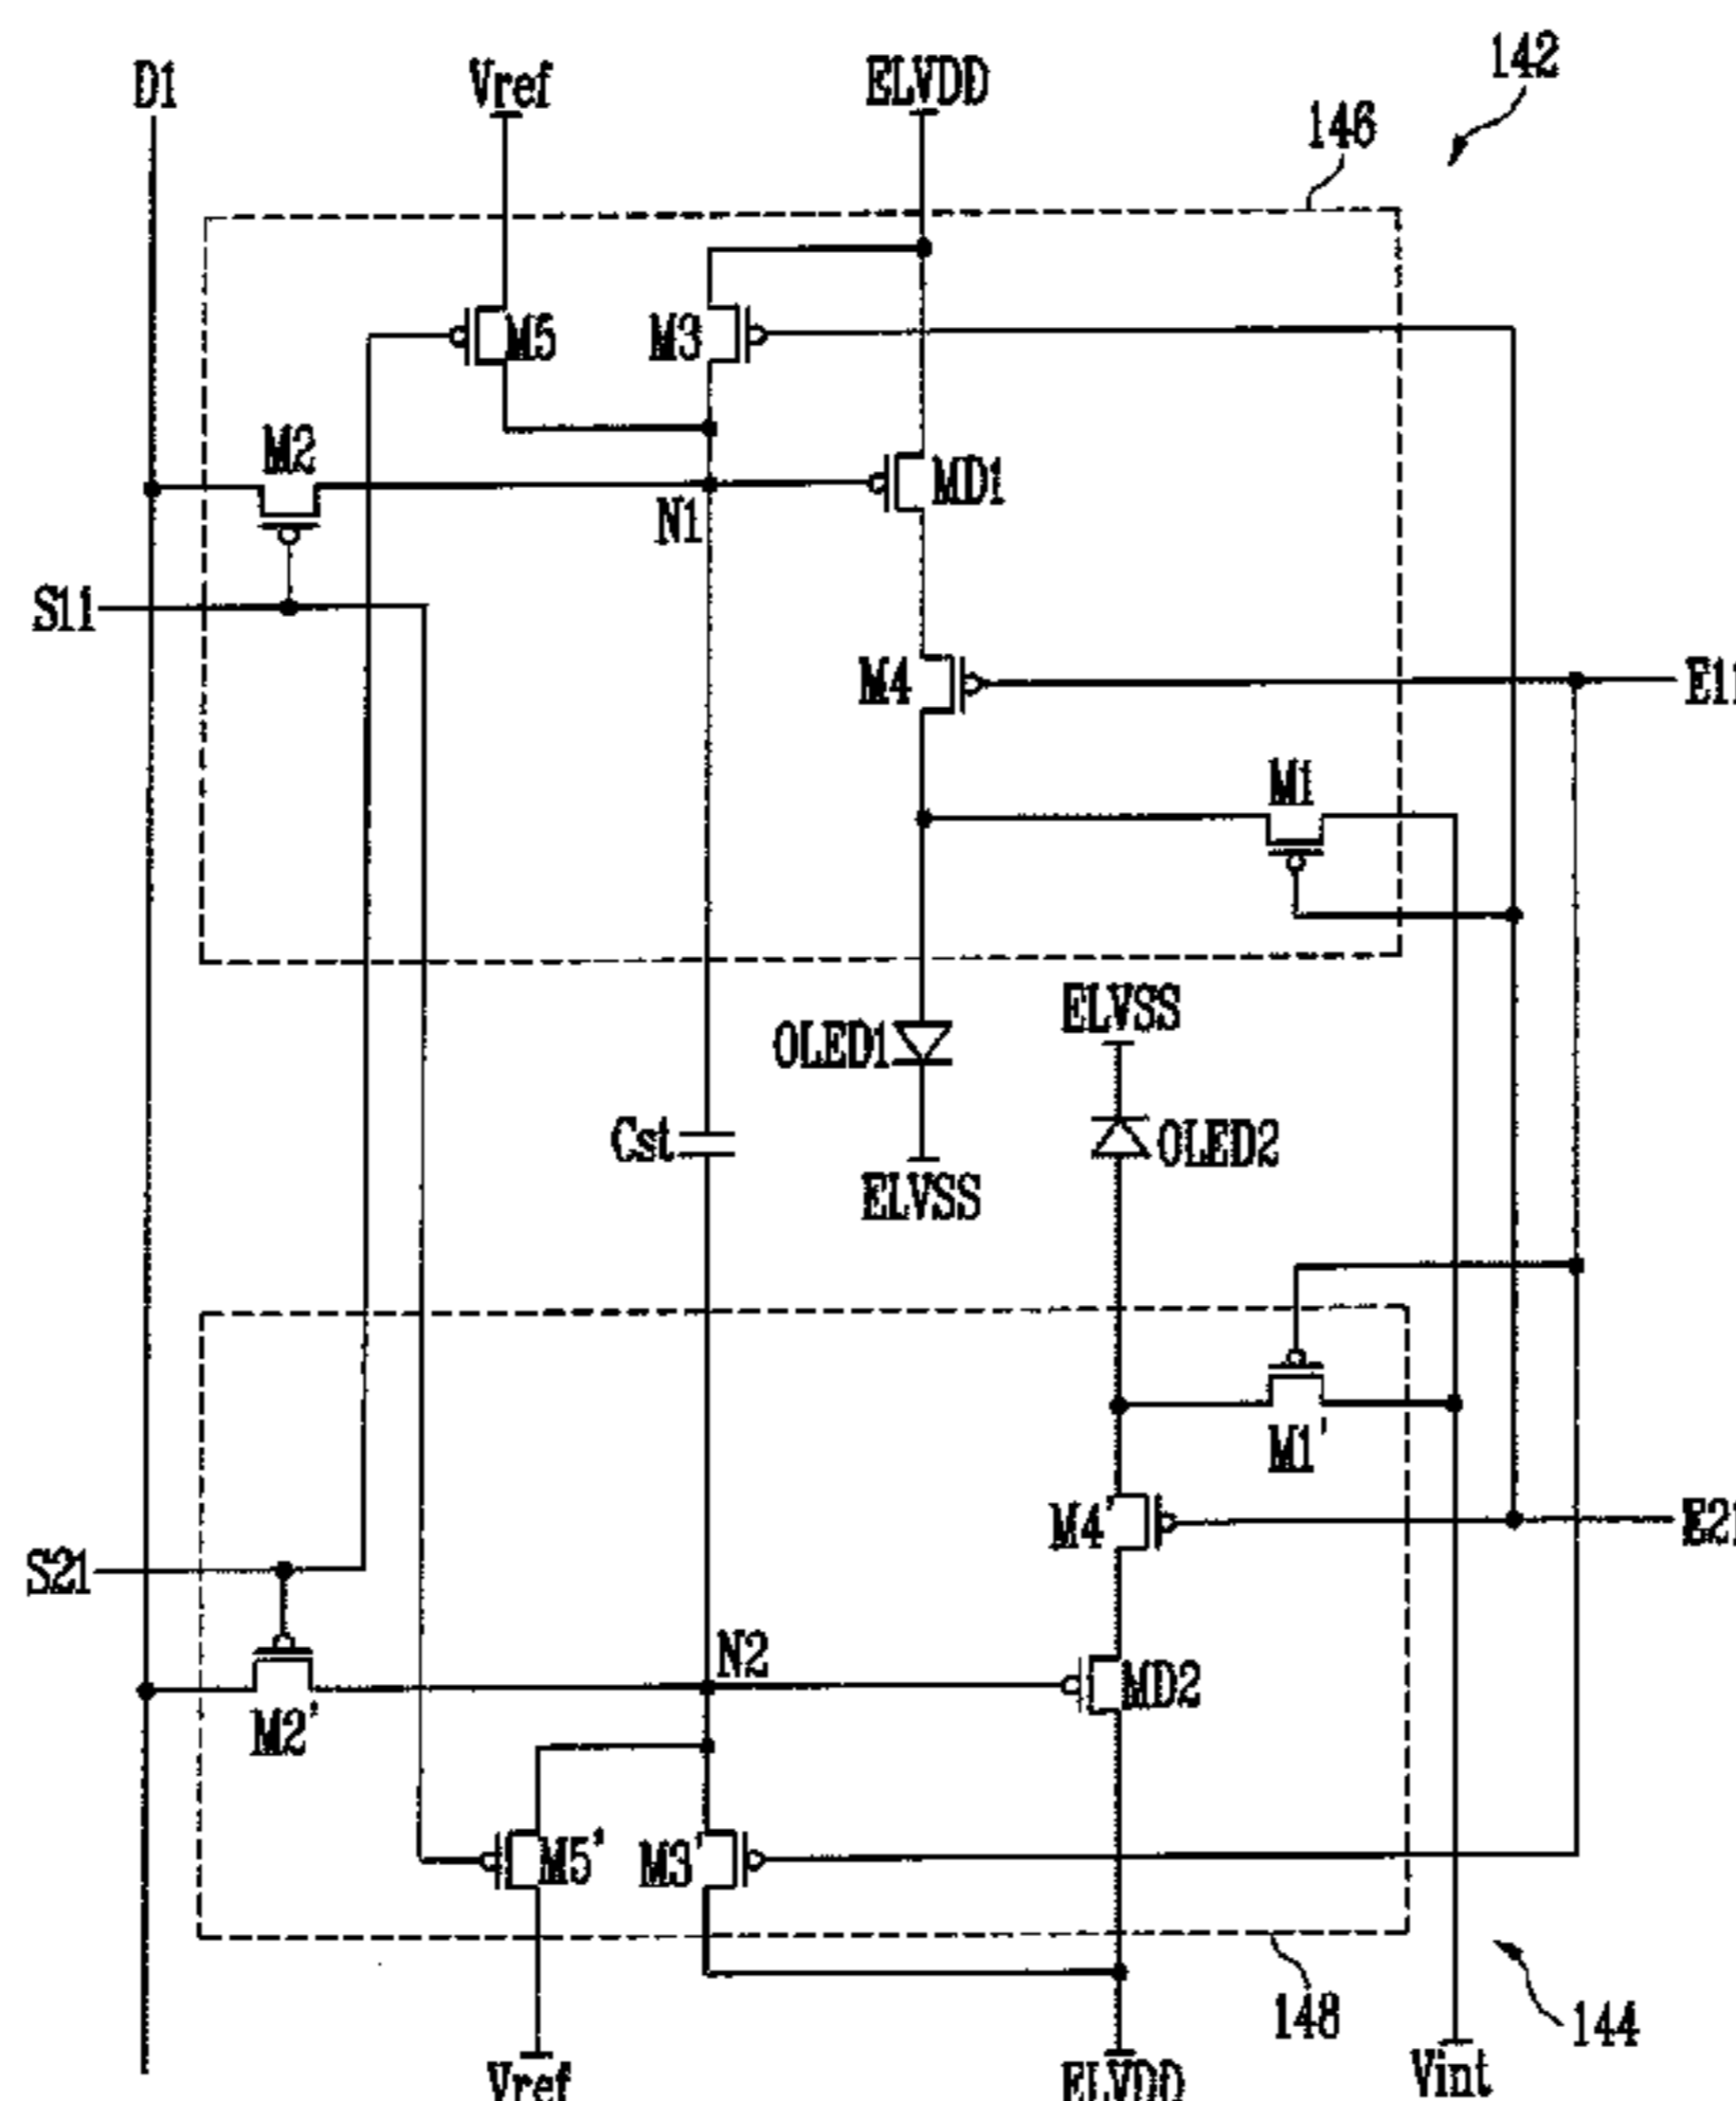 D1 Vref ELVDD 142
146
M5 M3
M2 MD1
N1
S11
M4 E11
M1
ELVSS
OLED1
Cst OLED2
ELVSS
M1'
M4'
S21
N2
MD2
M2'
M5' M3'
148 144
Vref ELVDD Vint